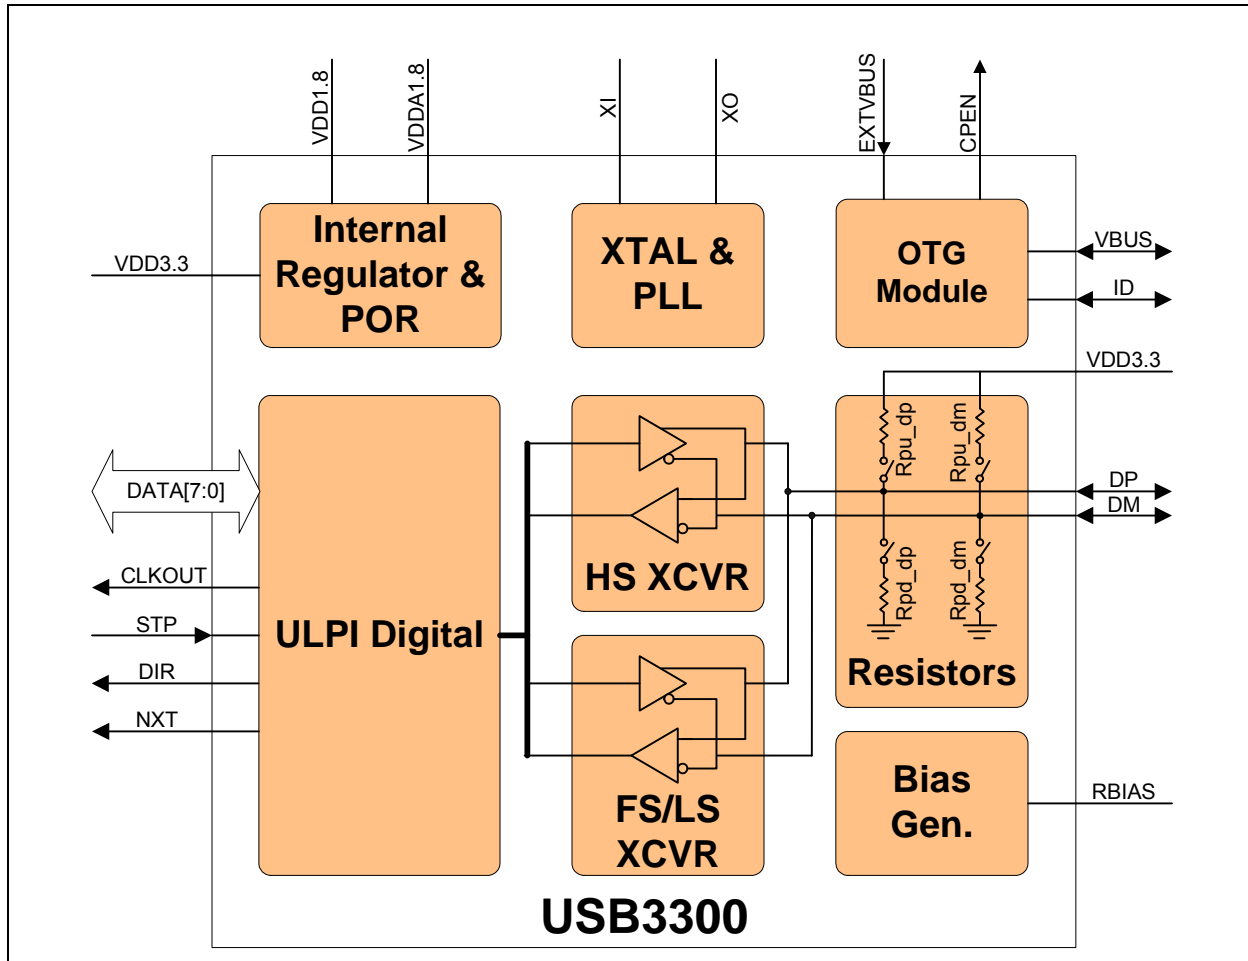 VDD1.8
VDDA1.8
XI
XO
EXTVBUS
CPEN
Internal
Regulator &
POR
XTAL &
PLL
OTG
Module
VDD3.3
VBUS
ID
VDD3.3
DATA[7:0]
CLKOUT
STP
DIR
NXT
ULPI Digital
HS XCVR
FS/LS
XCVR
Rpu_dp
Rpu_dm
Rpd_dp
Rpd_dm
Resistors
DP
DM
Bias
Gen.
RBIAS
USB3300